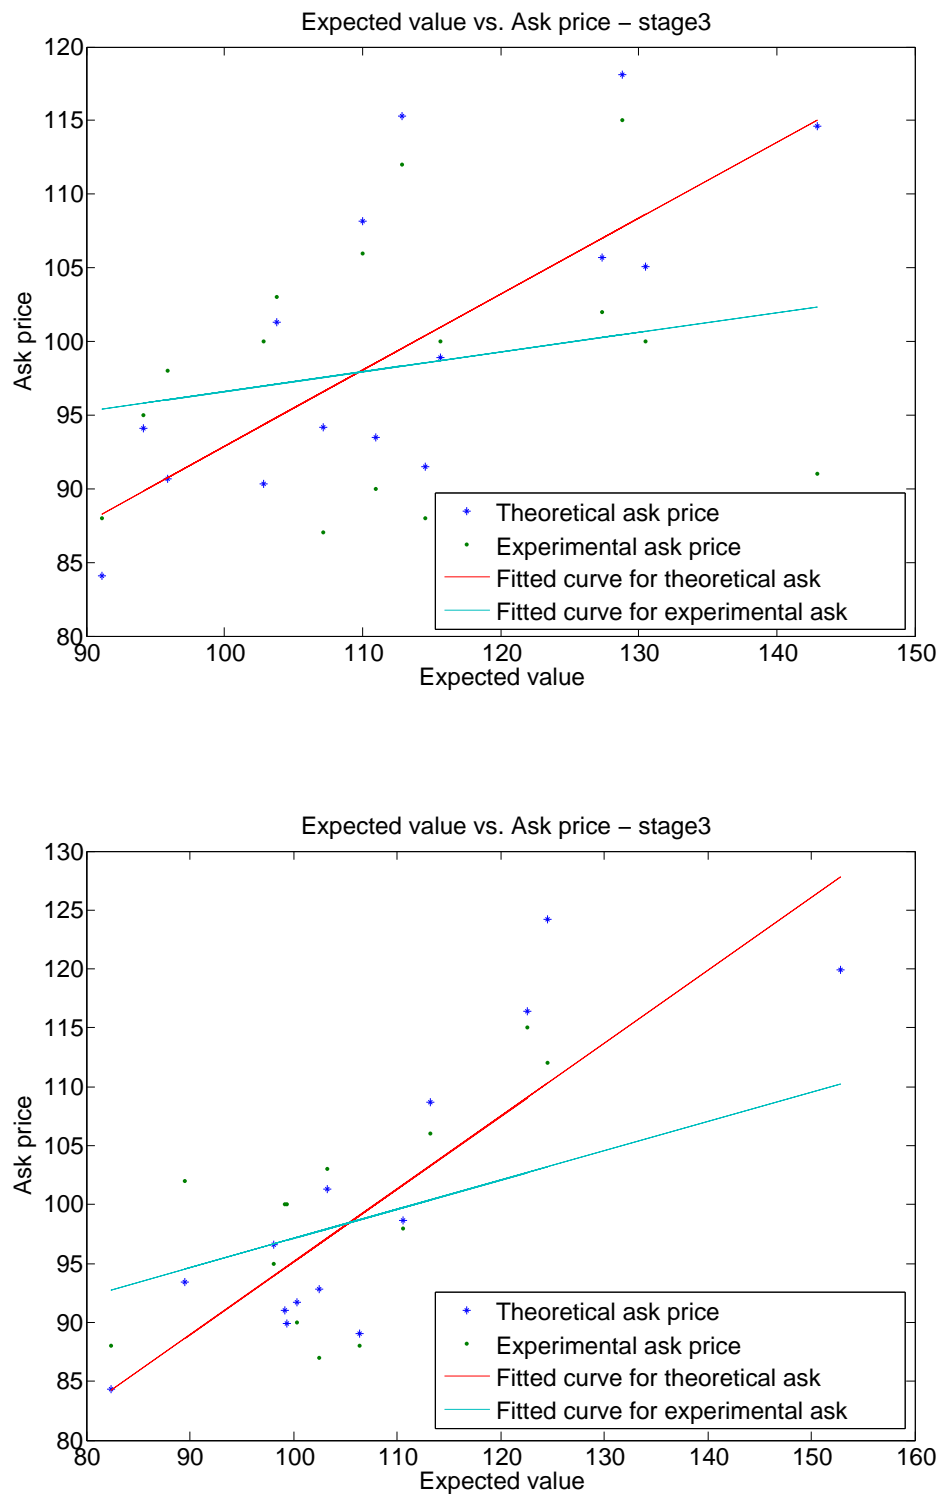 Expected value vs. Ask price – stage3
120
115
110
105
100
95
90
85
80
Ask price
Theoretical ask price
Experimental ask price
Fitted curve for theoretical ask
Fitted curve for experimental ask
90 100 110 120 130 140 150
Expected value
Expected value vs. Ask price – stage3
130
125
120
115
110
105
100
95
90
85
80
Ask price
Theoretical ask price
Experimental ask price
Fitted curve for theoretical ask
Fitted curve for experimental ask
80 90 100 110 120 130 140 150 160
Expected value